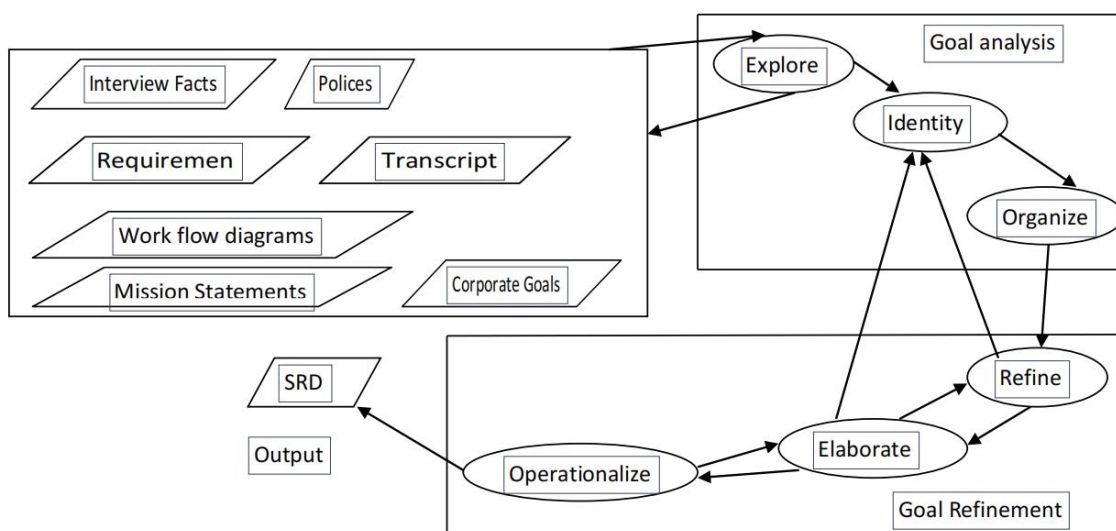 Goal analysis
Explore
Interview Facts
Polices
Identity
Requiremen
Transcript
Organize
Work flow diagrams
Mission Statements
Corporate Goals
SRD
Refine
Output
Elaborate
Operationalize
Goal Refinement